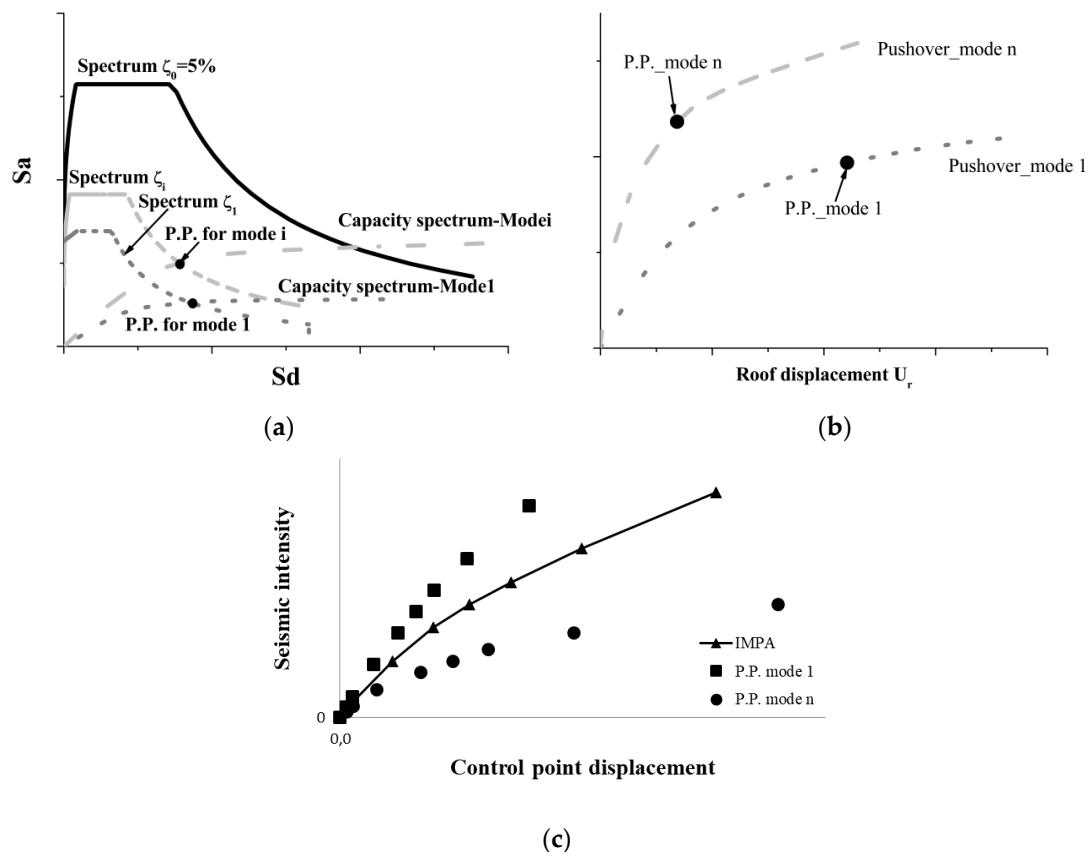 Spectrum ζ0=5%
Sa
Spectrum ζi
Spectrum ζ1
P.P. for mode i
Capacity spectrum-Modei
Capacity spectrum-Mode1
P.P. for mode 1
Sd
(a)
P.P._mode n
Pushover_mode n
Pushover_mode 1
P.P._mode 1
Roof displacement Ur
(b)
Seismic intensity
IMPA
P.P. mode 1
P.P. mode n
0
0,0
Control point displacement
(c)